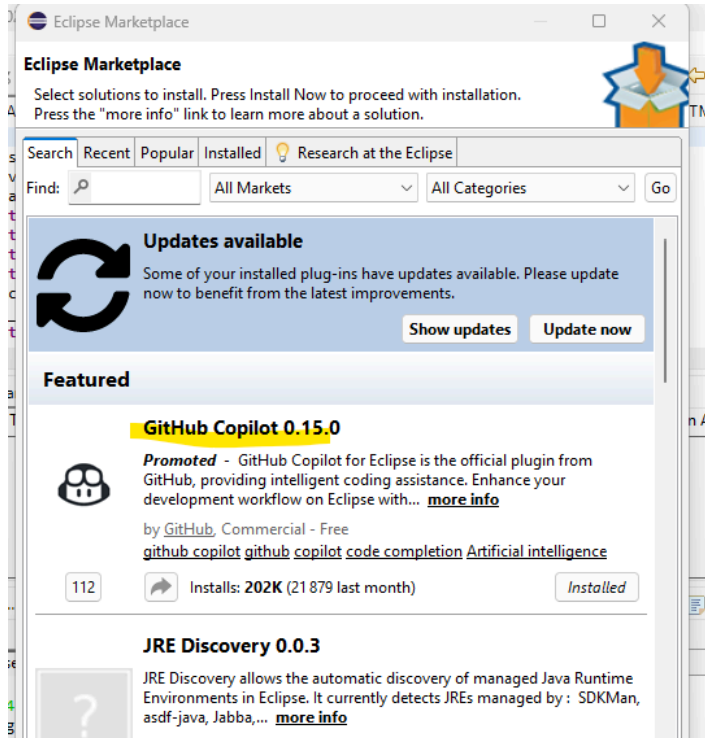 Eclipse Marketplace
Eclipse Marketplace
Select solutions to install. Press Install Now to proceed with installation.
Press the "more info" link to learn more about a solution.
Search Recent Popular Installed Research at the Eclipse
Find: All Markets All Categories Go
Updates available
Some of your installed plug-ins have updates available. Please update
now to benefit from the latest improvements.
Show updates Update now
Featured
GitHub Copilot 0.15.0
Promoted - GitHub Copilot for Eclipse is the official plugin from
GitHub, providing intelligent coding assistance. Enhance your
development workflow on Eclipse with... more info
by GitHub, Commercial - Free
github copilot github copilot code completion Artificial intelligence
112 Installs: 202K (21 879 last month) Installed
JRE Discovery 0.0.3
JRE Discovery allows the automatic discovery of managed Java Runtime
Environments in Eclipse. It currently detects JREs managed by : SDKMan,
asdf-java, Jabba,... more info